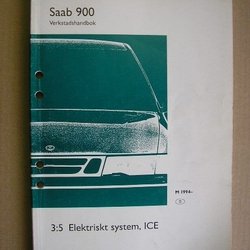 Saab 900
Verkstadshandbok
M 1994-
3:5 Elektriskt system, ICE